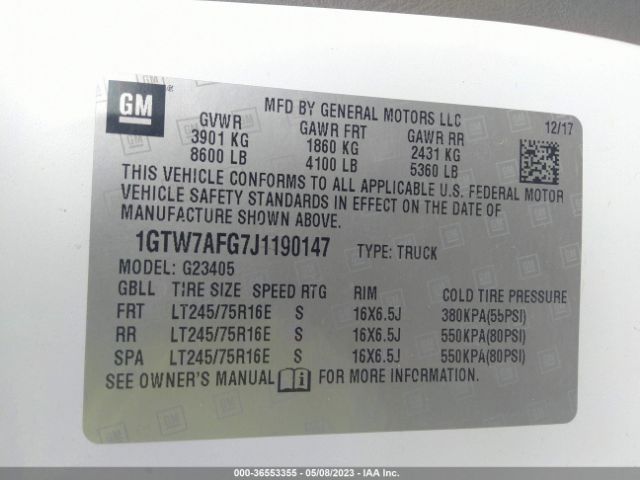 GM
MFD BY GENERAL MOTORS LLC
GVWR GAWR FRT GAWR RR 12/17
3901 KG 1860 KG 2431 KG
8600 LB 4100 LB 5360 LB
THIS VEHICLE CONFORMS TO ALL APPLICABLE U.S. FEDERAL MOTOR
VEHICLE SAFETY STANDARDS IN EFFECT ON THE DATE OF
MANUFACTURE SHOWN ABOVE.
1GTW7AFG7J1190147 TYPE: TRUCK
MODEL: G23405
GBLL TIRE SIZE SPEED RTG RIM COLD TIRE PRESSURE
FRT LT245/75R16E S 16X6.5J 380KPA(55PSI)
RR LT245/75R16E S 16X6.5J 550KPA(80PSI)
SPA LT245/75R16E S 16X6.5J 550KPA(80PSI)
SEE OWNER'S MANUAL FOR MORE INFORMATION.
000-36553355 - 05/08/2023 - IAA Inc.